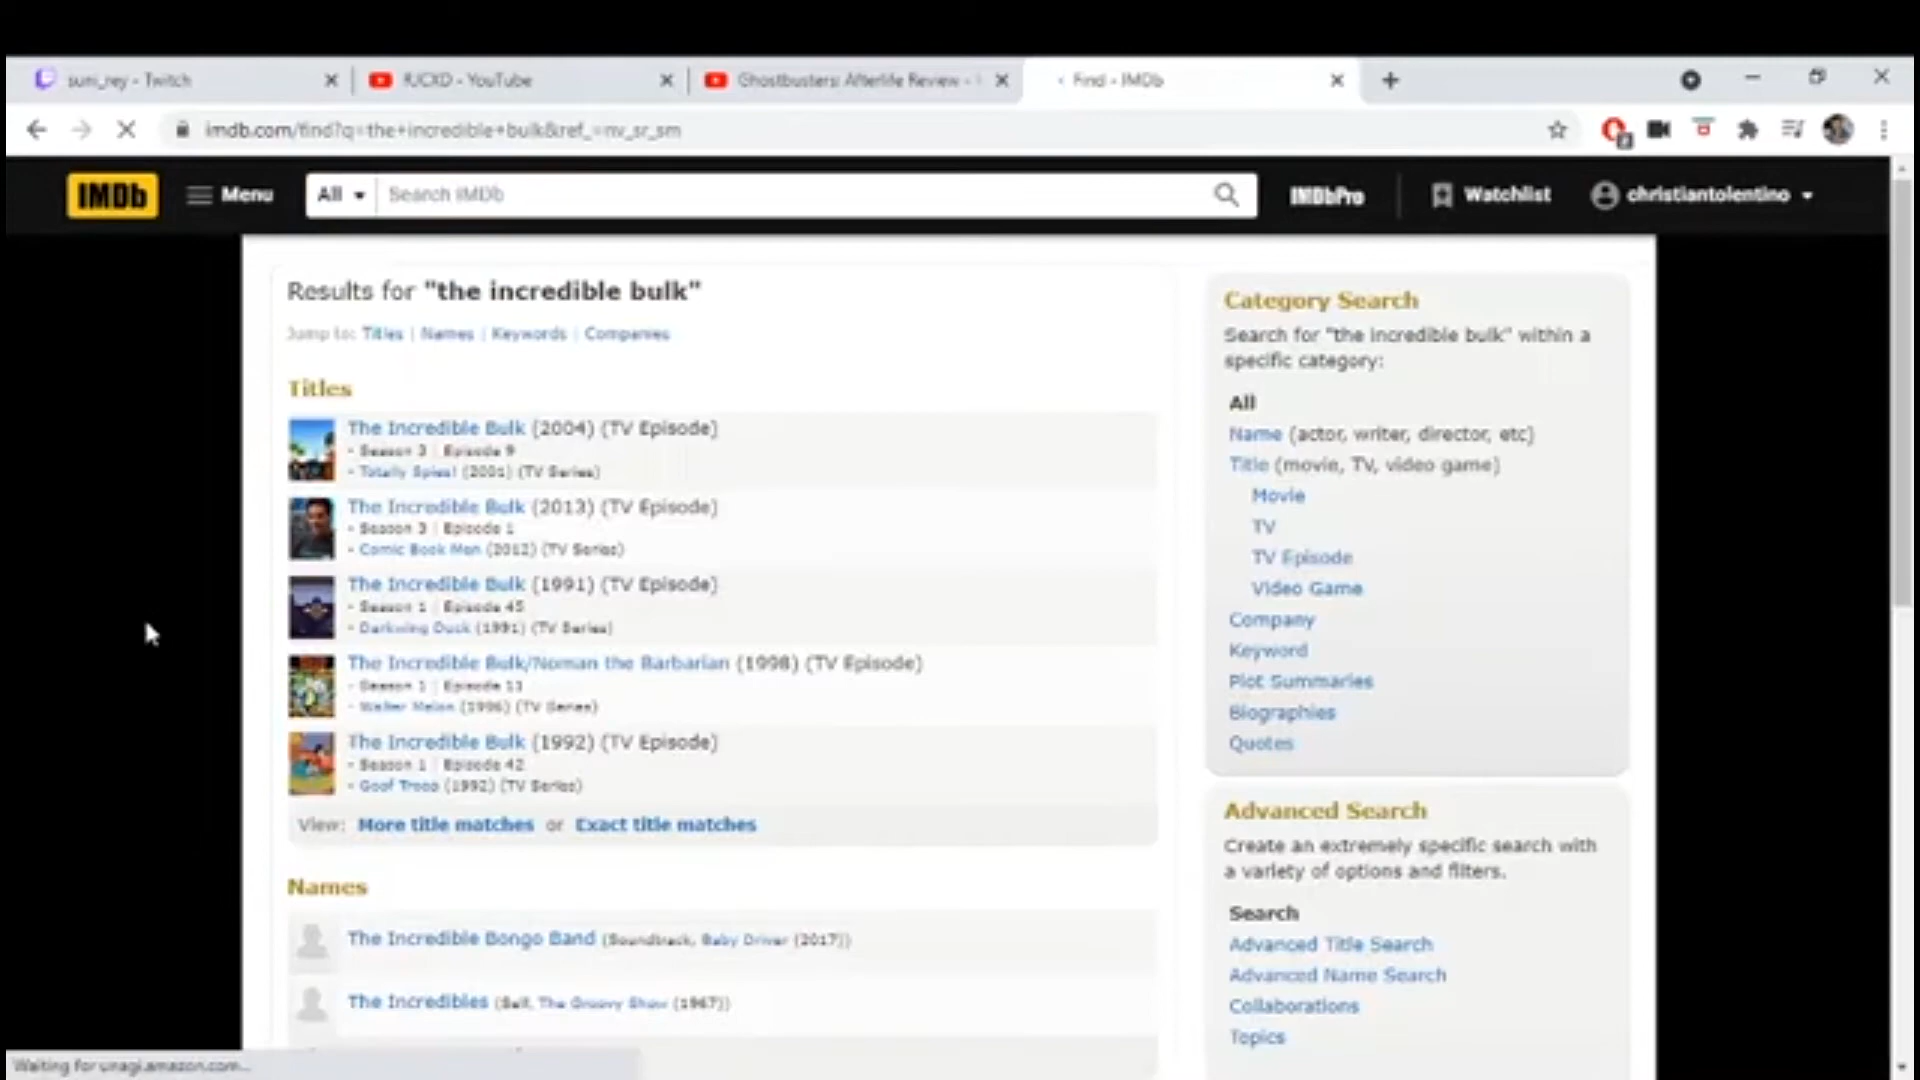 suni_rey - Twitch
RJCXD - YouTube
Ghostbusters: Afterlife Review -
Find - IMDb
imdb.com/find?q=the+incredible+bulk&ref_=nv_sr_sm
IMDb
Menu
All
Search IMDb
IMDbPro
Watchlist
christiantolentino
Results for "the incredible bulk"
Jump to: Titles | Names | Keywords | Companies
Titles
The Incredible Bulk (2004) (TV Episode)
- Season 3 | Episode 9
- Totally Spies! (2001) (TV Series)
The Incredible Bulk (2013) (TV Episode)
- Season 3 | Episode 1
- Comic Book Men (2012) (TV Series)
The Incredible Bulk (1991) (TV Episode)
- Season 1 | Episode 45
- Darkwing Duck (1991) (TV Series)
The Incredible Bulk/Noman the Barbarian (1998) (TV Episode)
- Season 1 | Episode 13
- Walter Melon (1996) (TV Series)
The Incredible Bulk (1992) (TV Episode)
- Season 1 | Episode 42
- Goof Troop (1992) (TV Series)
View: More title matches or Exact title matches
Names
The Incredible Bongo Band (Soundtrack, Baby Driver (2017))
The Incredibles (Self, The Groovy Show (1967))
Category Search
Search for "the incredible bulk" within a
specific category:
All
Name (actor, writer, director, etc)
Title (movie, TV, video game)
Movie
TV
TV Episode
Video Game
Company
Keyword
Plot Summaries
Biographies
Quotes
Advanced Search
Create an extremely specific search with
a variety of options and filters.
Search
Advanced Title Search
Advanced Name Search
Collaborations
Topics
Waiting for unagi.amazon.com...